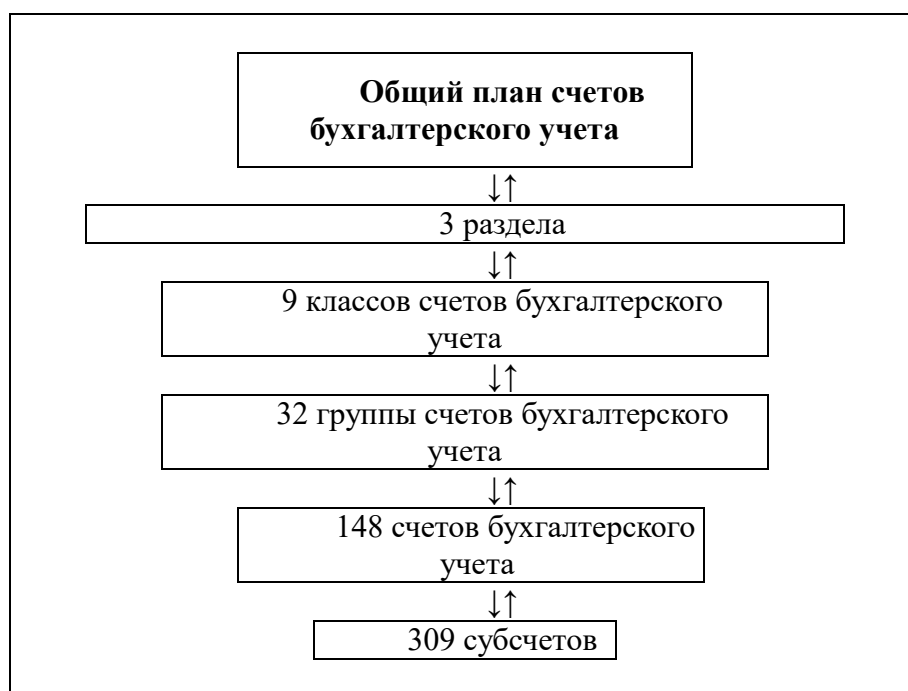 Общий план счетов
бухгалтерского учета
↓↑
3 раздела
↓↑
9 классов счетов бухгалтерского
учета
↓↑
32 группы счетов бухгалтерского
учета
↓↑
148 счетов бухгалтерского
учета
↓↑
309 субсчетов